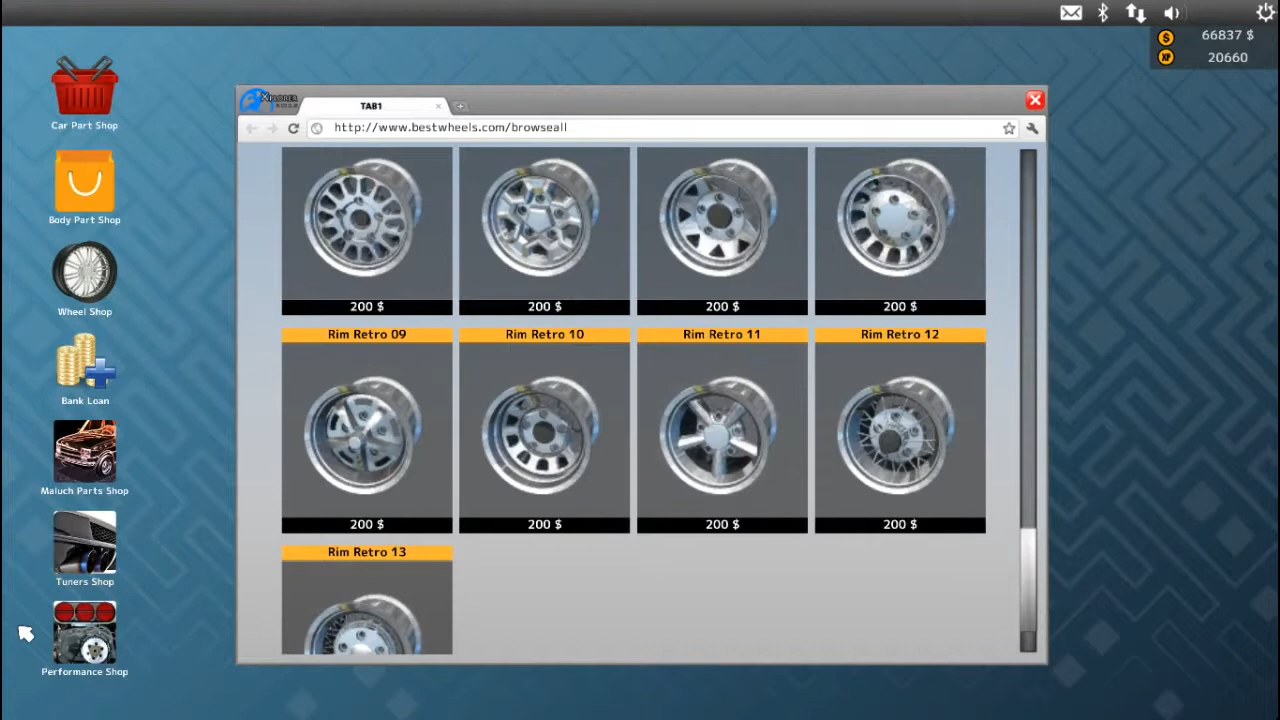 66837 $
20660
Car Part Shop
Body Part Shop
Wheel Shop
Bank Loan
Maluch Parts Shop
Tuners Shop
Performance Shop
XPLORER
TAB1
http://www.bestwheels.com/browseall
200 $
200 $
200 $
200 $
Rim Retro 09
Rim Retro 10
Rim Retro 11
Rim Retro 12
200 $
200 $
200 $
200 $
Rim Retro 13